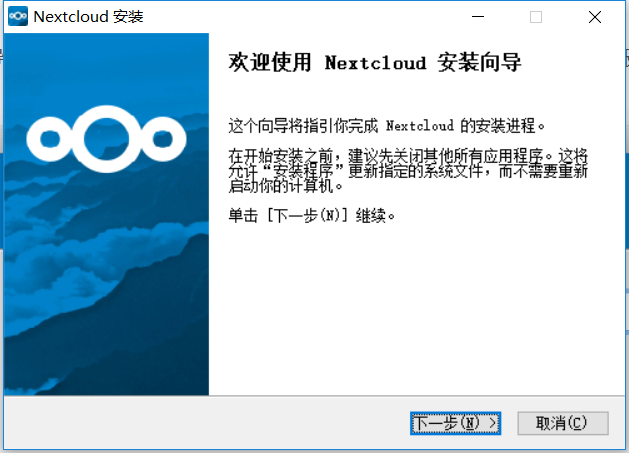 Nextcloud 安装
欢迎使用 Nextcloud 安装向导
这个向导将指引你完成 Nextcloud 的安装进程。
在开始安装之前，建议先关闭其他所有应用程序。这将
允许“安装程序”更新指定的系统文件，而不需要重新
启动你的计算机。
单击 [下一步(N)] 继续。
下一步(N) >
取消(C)